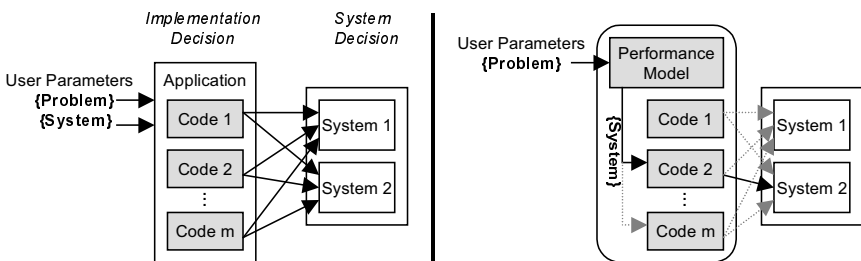 Implementation
Decision
System
Decision
User Parameters
{Problem}
{System}
Application
Code 1
Code 2
...
Code m
System 1
System 2
User Parameters
{Problem}
Performance
Model
{System}
Code 1
Code 2
...
Code m
System 1
System 2